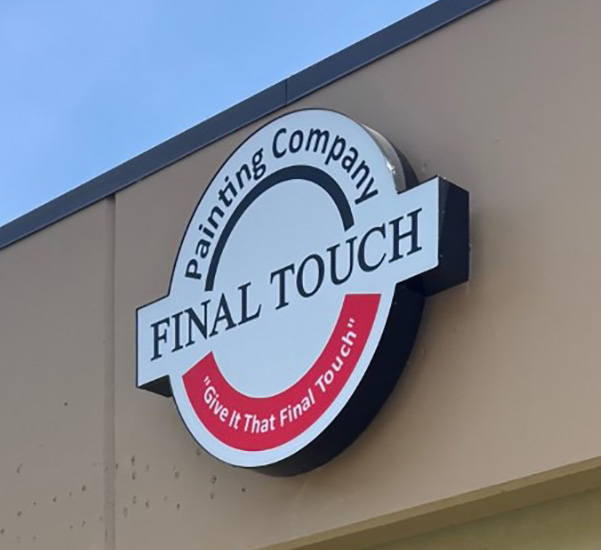 Painting Company
FINAL TOUCH
"Give It That Final Touch"